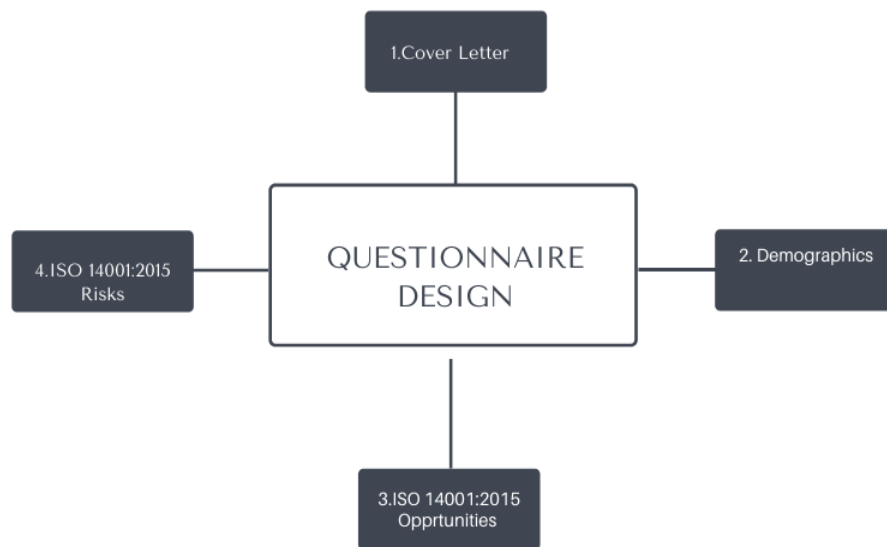 1.Cover Letter
QUESTIONNAIRE
DESIGN
2. Demographics
3.ISO 14001:2015
Opprtunities
4.ISO 14001:2015
Risks